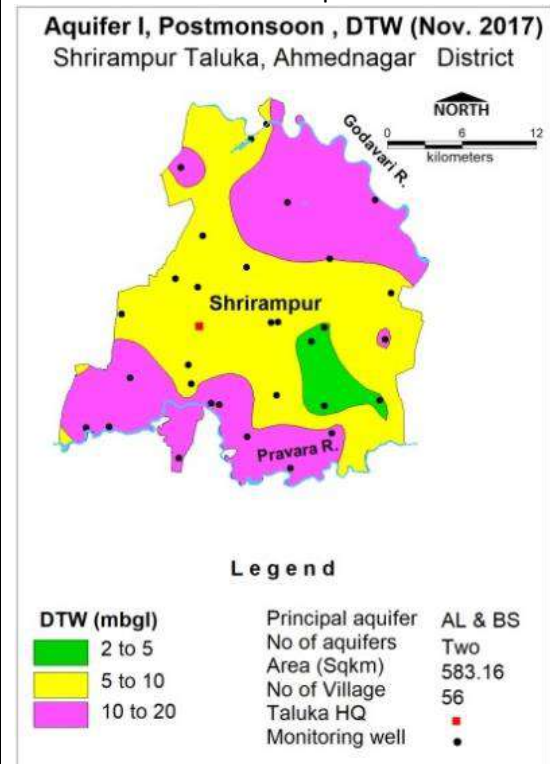 Aquifer I, Postmonsoon , DTW (Nov. 2017)
Shrirampur Taluka, Ahmednagar District
NORTH
0 6 12
kilometers
Godavari R.
Shrirampur
Pravara R.
Legend
DTW (mbgl)
2 to 5
5 to 10
10 to 20
Principal aquifer AL & BS
No of aquifers Two
Area (Sqkm) 583.16
No of Village 56
Taluka HQ
Monitoring well